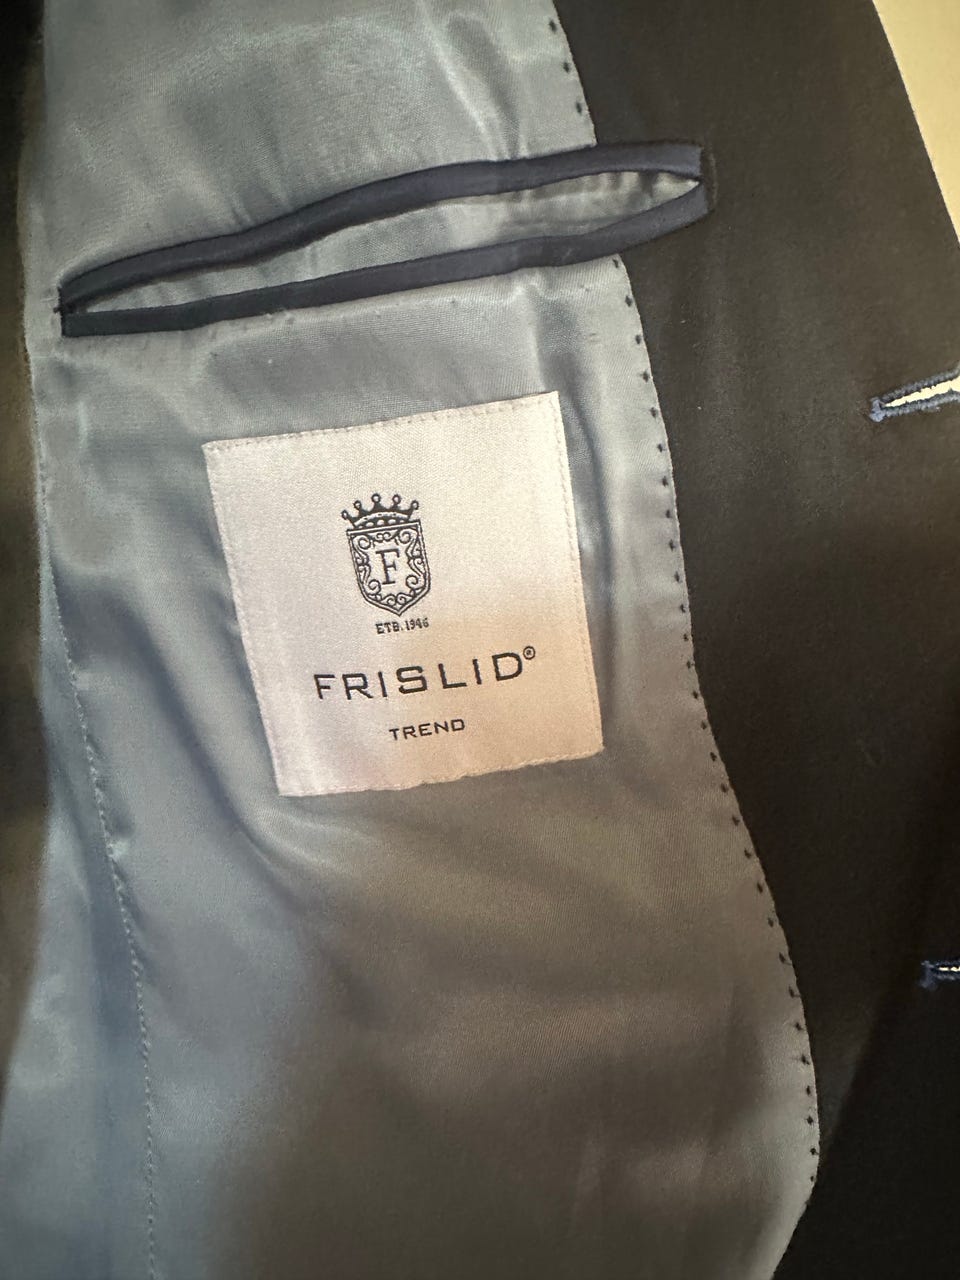 F
ETB.1946
FRISLID®
TREND